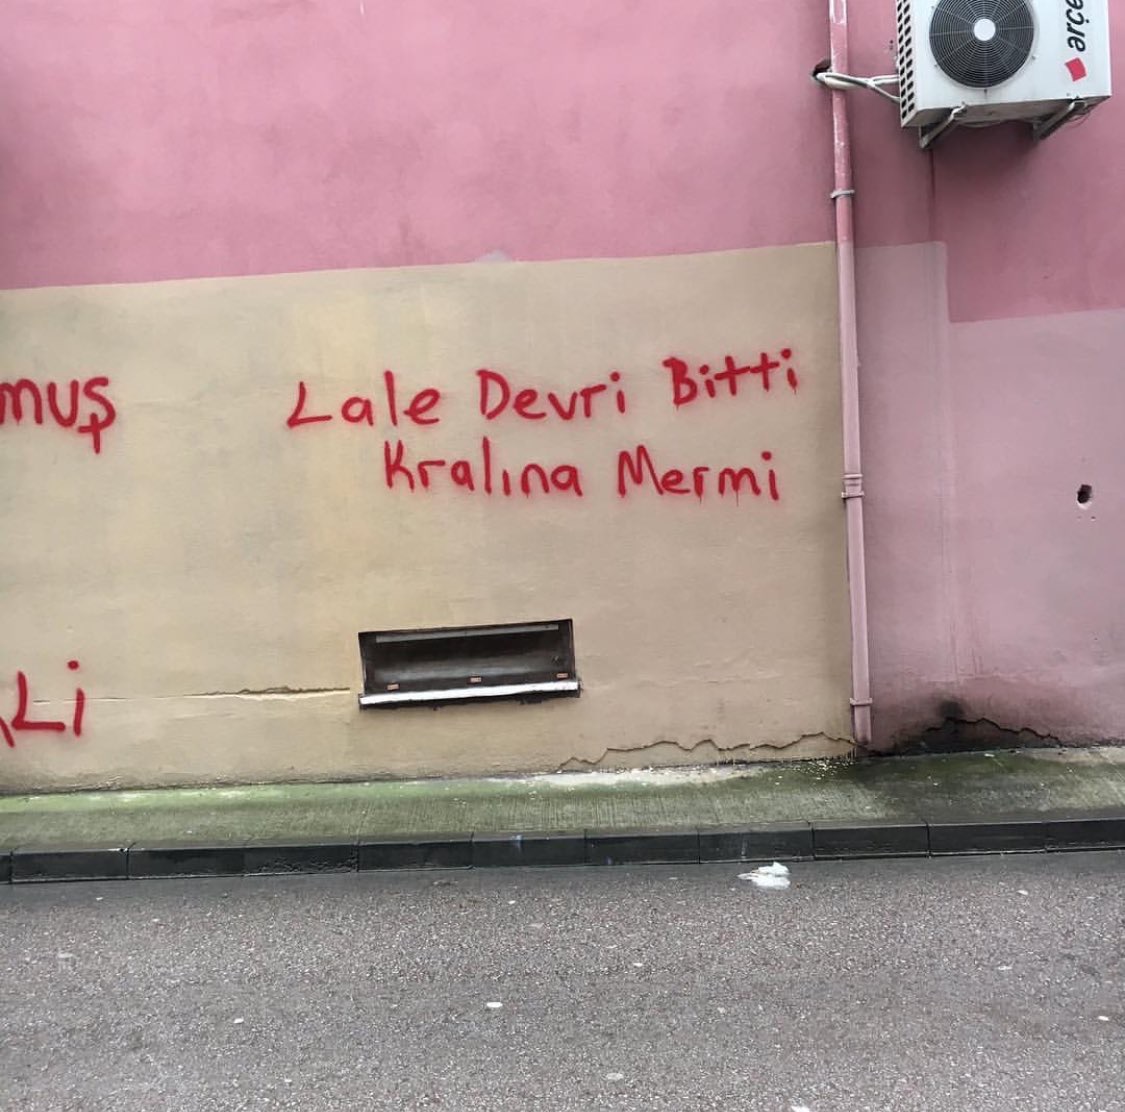 arçe
muş
Lale Devri Bitti
Kralına Mermi
Li